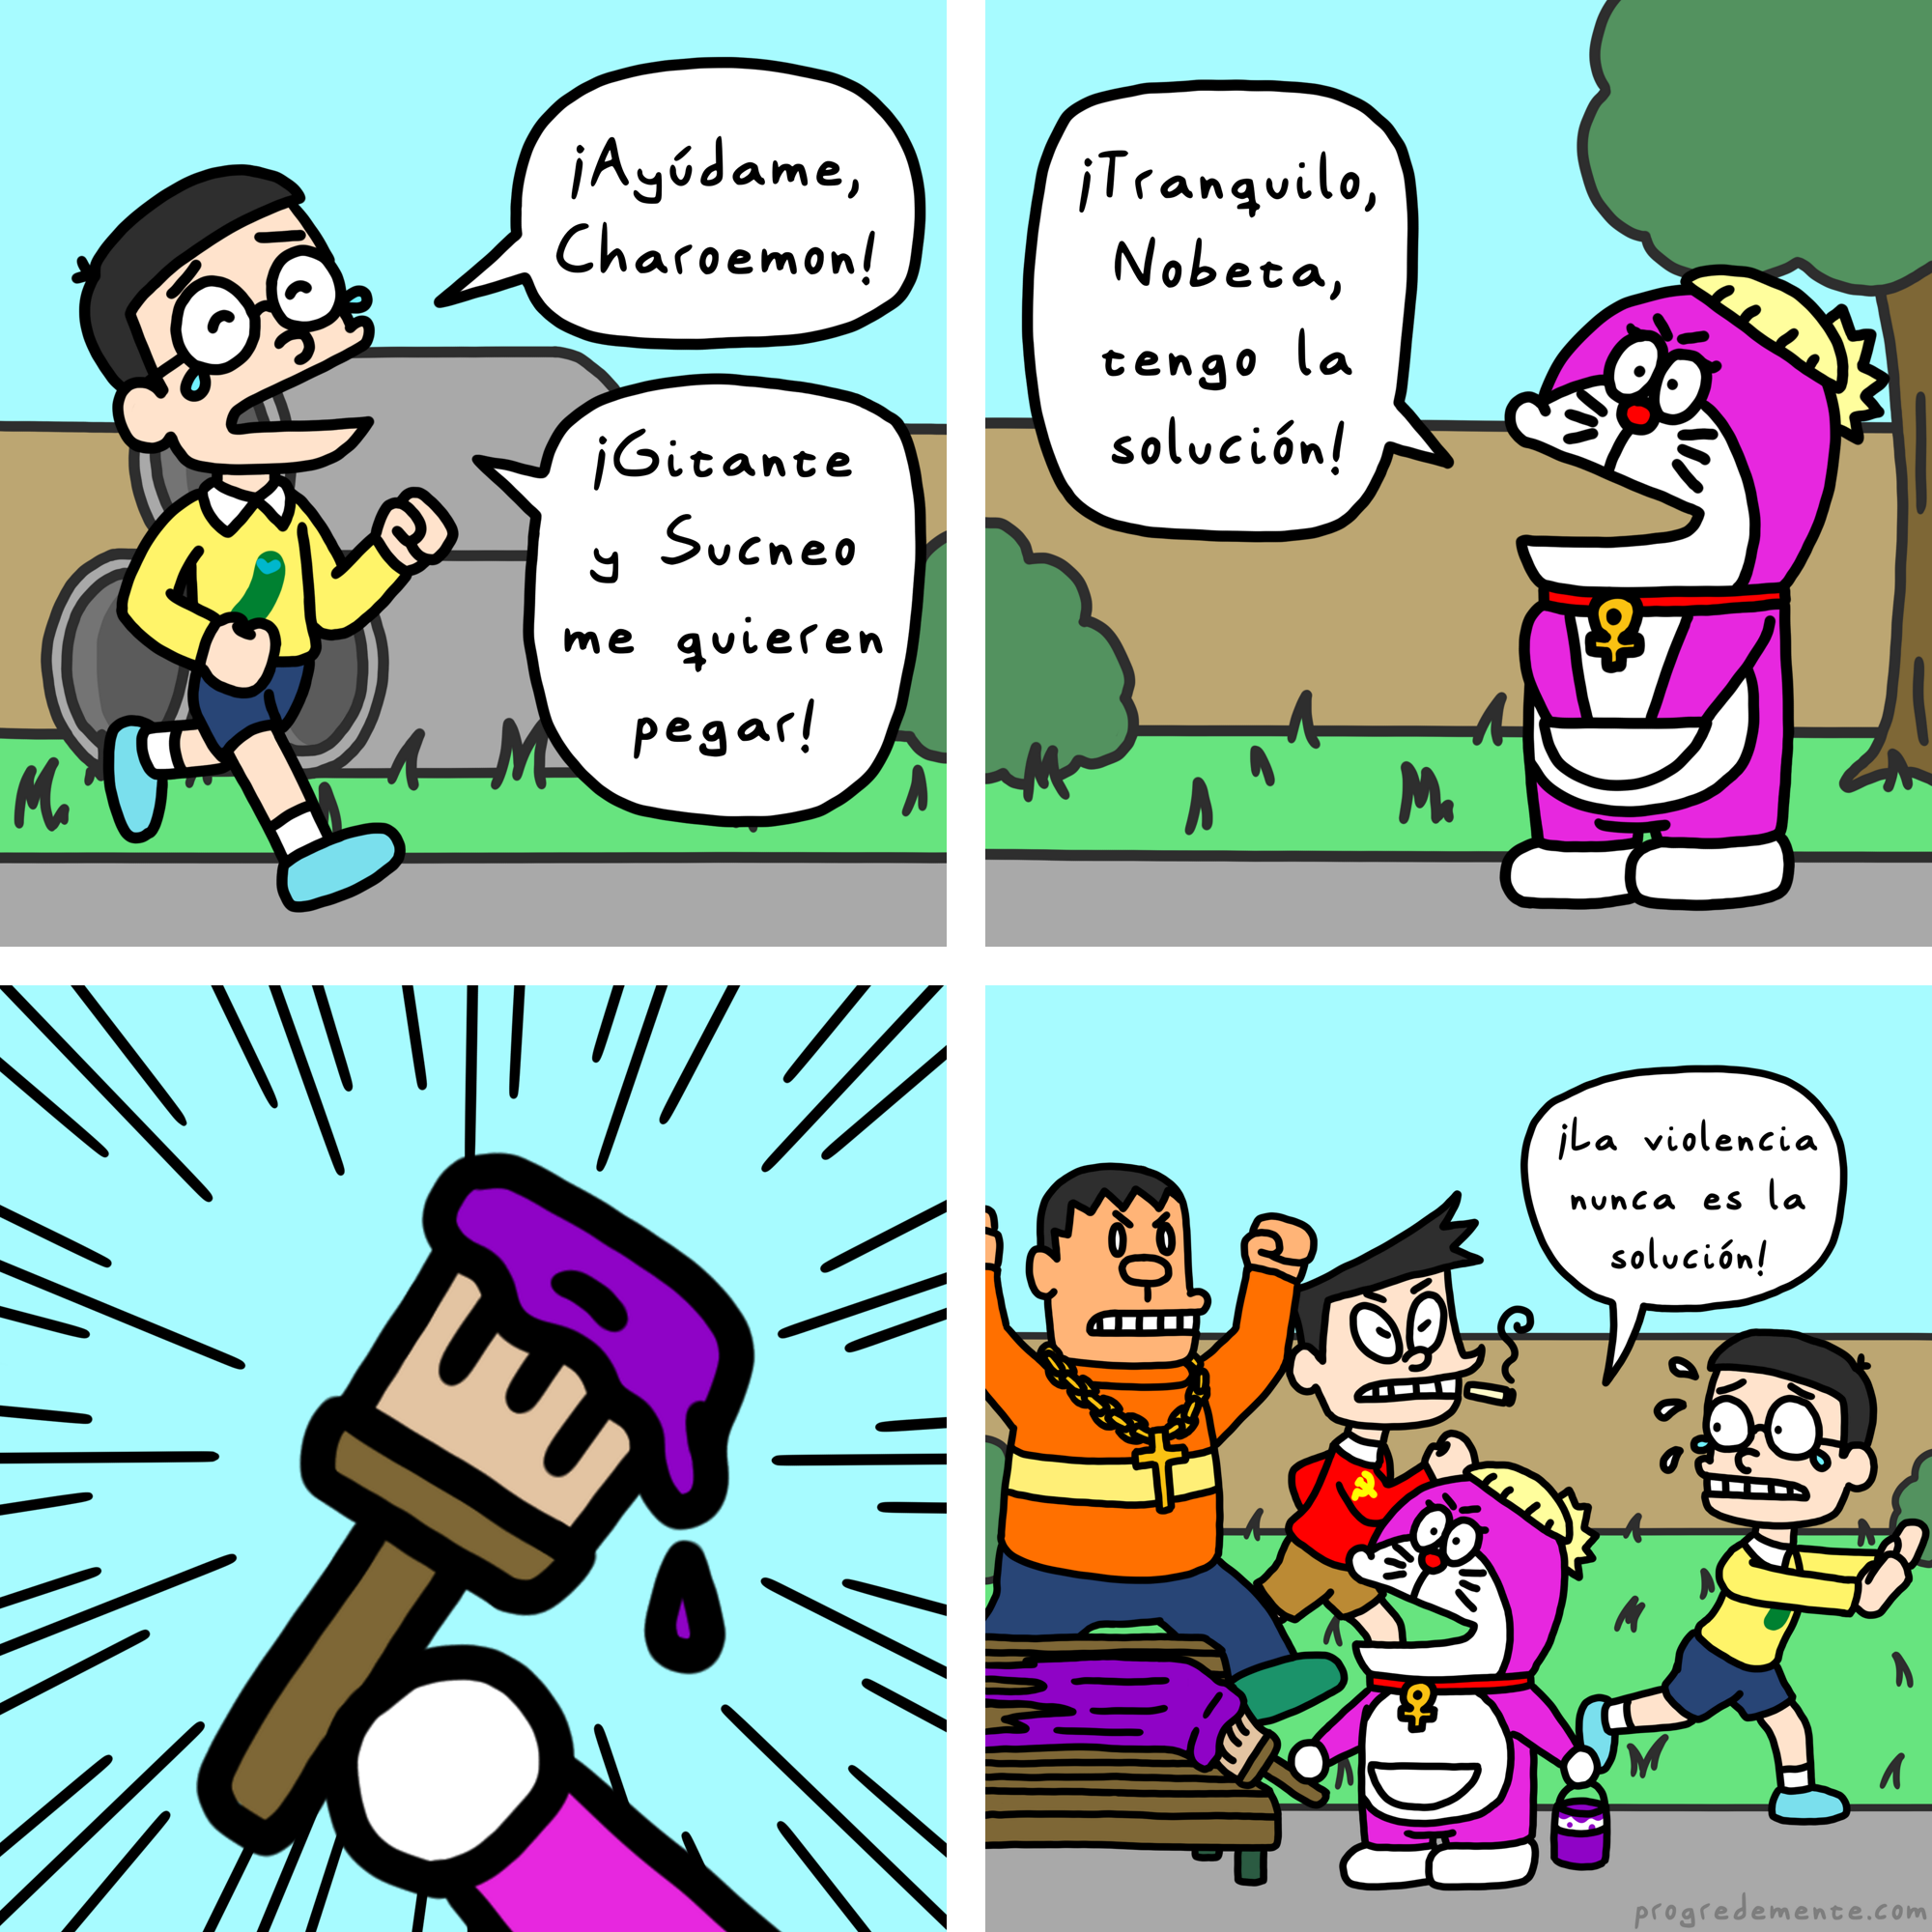 ¡Ayúdame,
Charoemon!
¡Gitante
y Sucneo
me quieren
pegar!
¡Tranquilo,
Nobeta,
tengo la
solución!
¡La violencia
nunca es la
solución!
progredemente.com